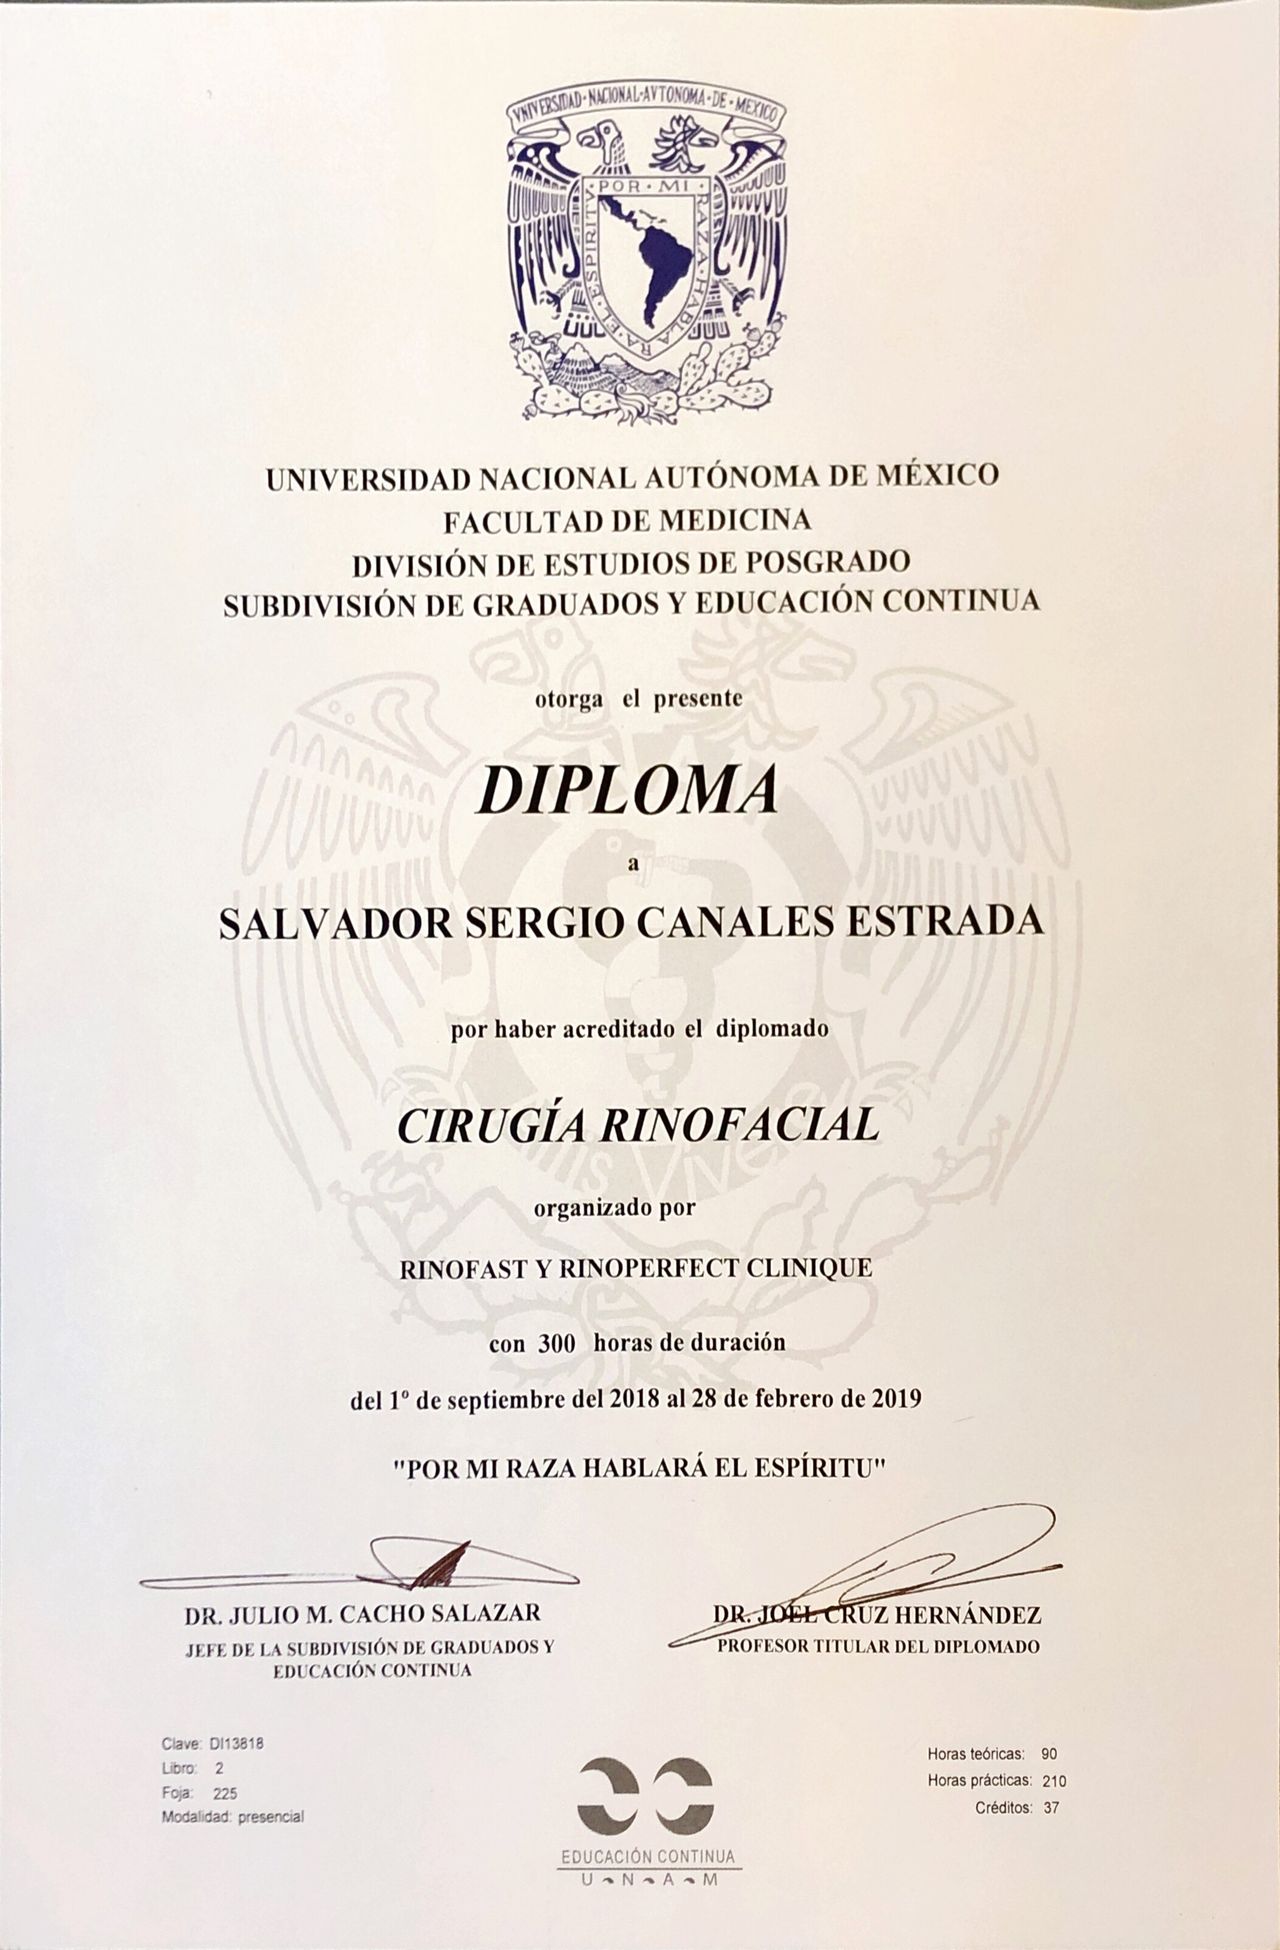 VNIVERSIDAD·NACIONAL·AVTONOMA·DE·MEXICO
·POR·MI·RAZA·HABLARA·EL·ESPIRITV
UNIVERSIDAD NACIONAL AUTÓNOMA DE MÉXICO
FACULTAD DE MEDICINA
DIVISIÓN DE ESTUDIOS DE POSGRADO
SUBDIVISIÓN DE GRADUADOS Y EDUCACIÓN CONTINUA
otorga el presente
DIPLOMA
a
SALVADOR SERGIO CANALES ESTRADA
por haber acreditado el diplomado
CIRUGÍA RINOFACIAL
organizado por
RINOFAST Y RINOPERFECT CLINIQUE
con 300 horas de duración
del 1º de septiembre del 2018 al 28 de febrero de 2019
"POR MI RAZA HABLARÁ EL ESPÍRITU"
DR. JULIO M. CACHO SALAZAR
JEFE DE LA SUBDIVISIÓN DE GRADUADOS Y
EDUCACIÓN CONTINUA
DR. JOEL CRUZ HERNÁNDEZ
PROFESOR TITULAR DEL DIPLOMADO
Clave: DI13818
Libro: 2
Foja: 225
Modalidad: presencial
EDUCACIÓN CONTINUA
U N A M
Horas teóricas: 90
Horas prácticas: 210
Créditos: 37